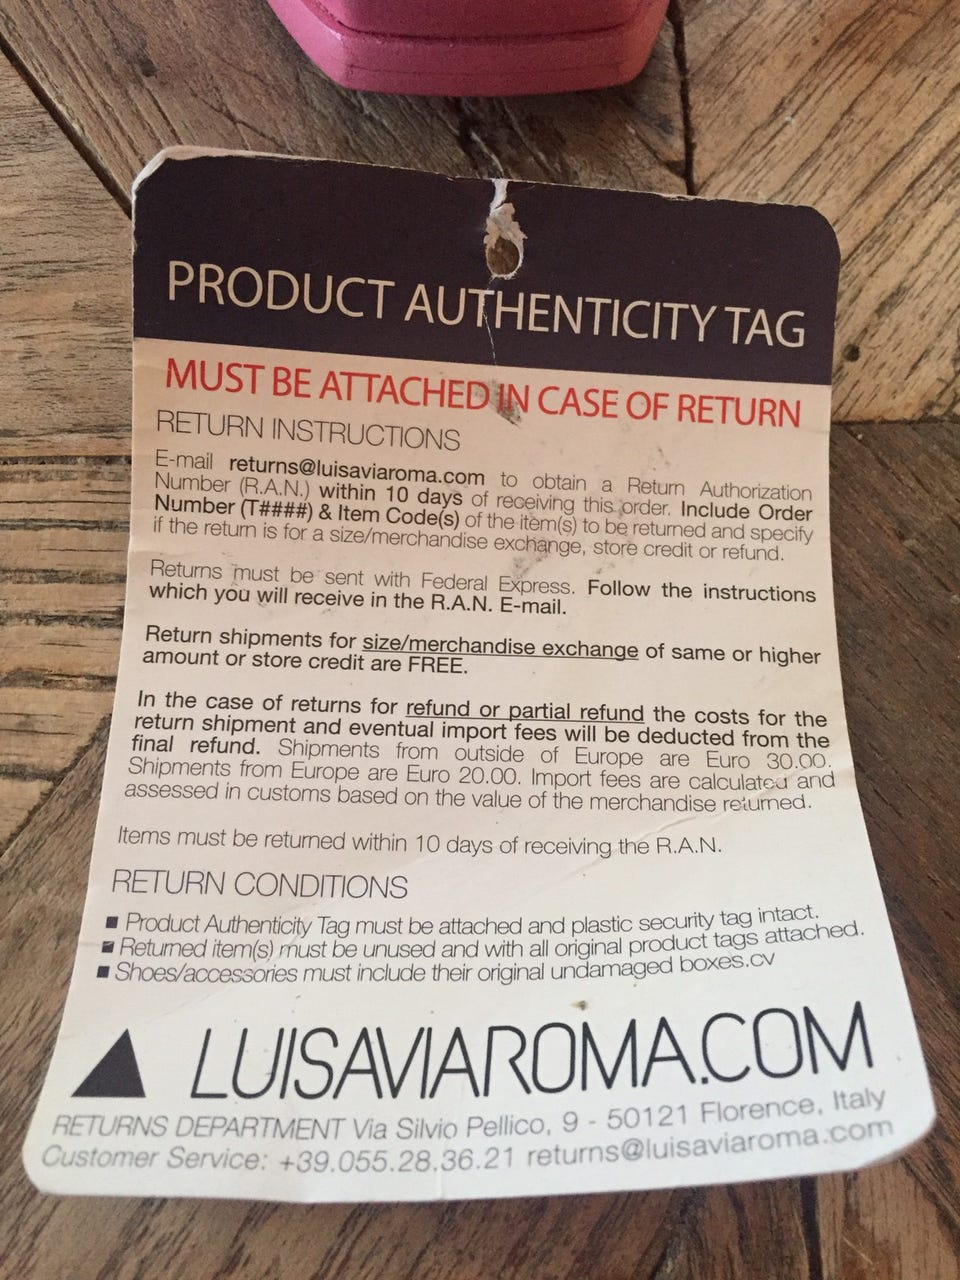 PRODUCT AUTHENTICITY TAG
MUST BE ATTACHED IN CASE OF RETURN
RETURN INSTRUCTIONS
E-mail returns@luisaviaroma.com to obtain a Return Authorization
Number (R.A.N.) within 10 days of receiving this order. Include Order
Number (T####) & Item Code(s) of the item(s) to be returned and specify
if the return is for a size/merchandise exchange, store credit or refund.
Returns must be sent with Federal Express. Follow the instructions
which you will receive in the R.A.N. E-mail.
Return shipments for size/merchandise exchange of same or higher
amount or store credit are FREE.
In the case of returns for refund or partial refund the costs for the
return shipment and eventual import fees will be deducted from the
final refund. Shipments from outside of Europe are Euro 30.00.
Shipments from Europe are Euro 20.00. Import fees are calculated and
assessed in customs based on the value of the merchandise returned.
Items must be returned within 10 days of receiving the R.A.N.
RETURN CONDITIONS
■ Product Authenticity Tag must be attached and plastic security tag intact.
■ Returned item(s) must be unused and with all original product tags attached.
■ Shoes/accessories must include their original undamaged boxes.cv
LUISAVIAROMA.COM
RETURNS DEPARTMENT Via Silvio Pellico, 9 - 50121 Florence, Italy
Customer Service: +39.055.28.36.21 returns@luisaviaroma.com